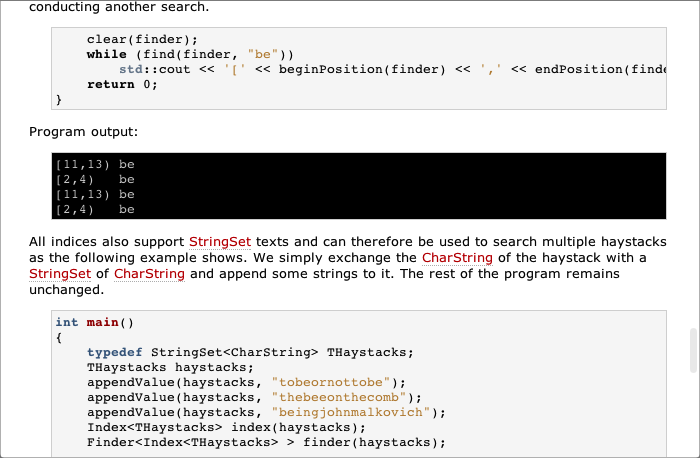 conducting another search.
clear(finder);
while (find(finder, "be"))
std::cout << '[' << beginPosition(finder) << ',' << endPosition(finde
return 0;
}
Program output:
[11,13) be
[2,4) be
[11,13) be
[2,4) be
All indices also support StringSet texts and can therefore be used to search multiple haystacks
as the following example shows. We simply exchange the CharString of the haystack with a
StringSet of CharString and append some strings to it. The rest of the program remains
unchanged.
int main()
{
typedef StringSet<CharString> THaystacks;
THaystacks haystacks;
appendValue(haystacks, "tobeornottobe");
appendValue(haystacks, "thebeeonthecomb");
appendValue(haystacks, "beingjohnmalkovich");
Index<THaystacks> index(haystacks);
Finder<Index<THaystacks> > finder(haystacks);